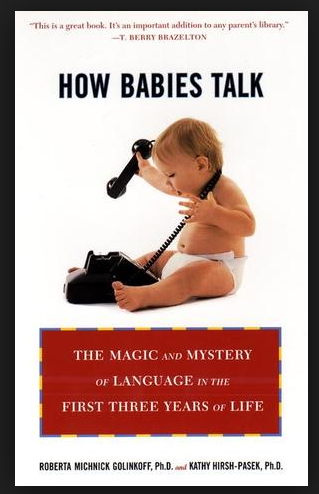 "This is a great book. It's an important addition to any parent's library."
—T. BERRY BRAZELTON
HOW BABIES TALK
THE MAGIC AND MYSTERY
OF LANGUAGE IN THE
FIRST THREE YEARS OF LIFE
ROBERTA MICHNICK GOLINKOFF, Ph.D. and KATHY HIRSH-PASEK, Ph.D.